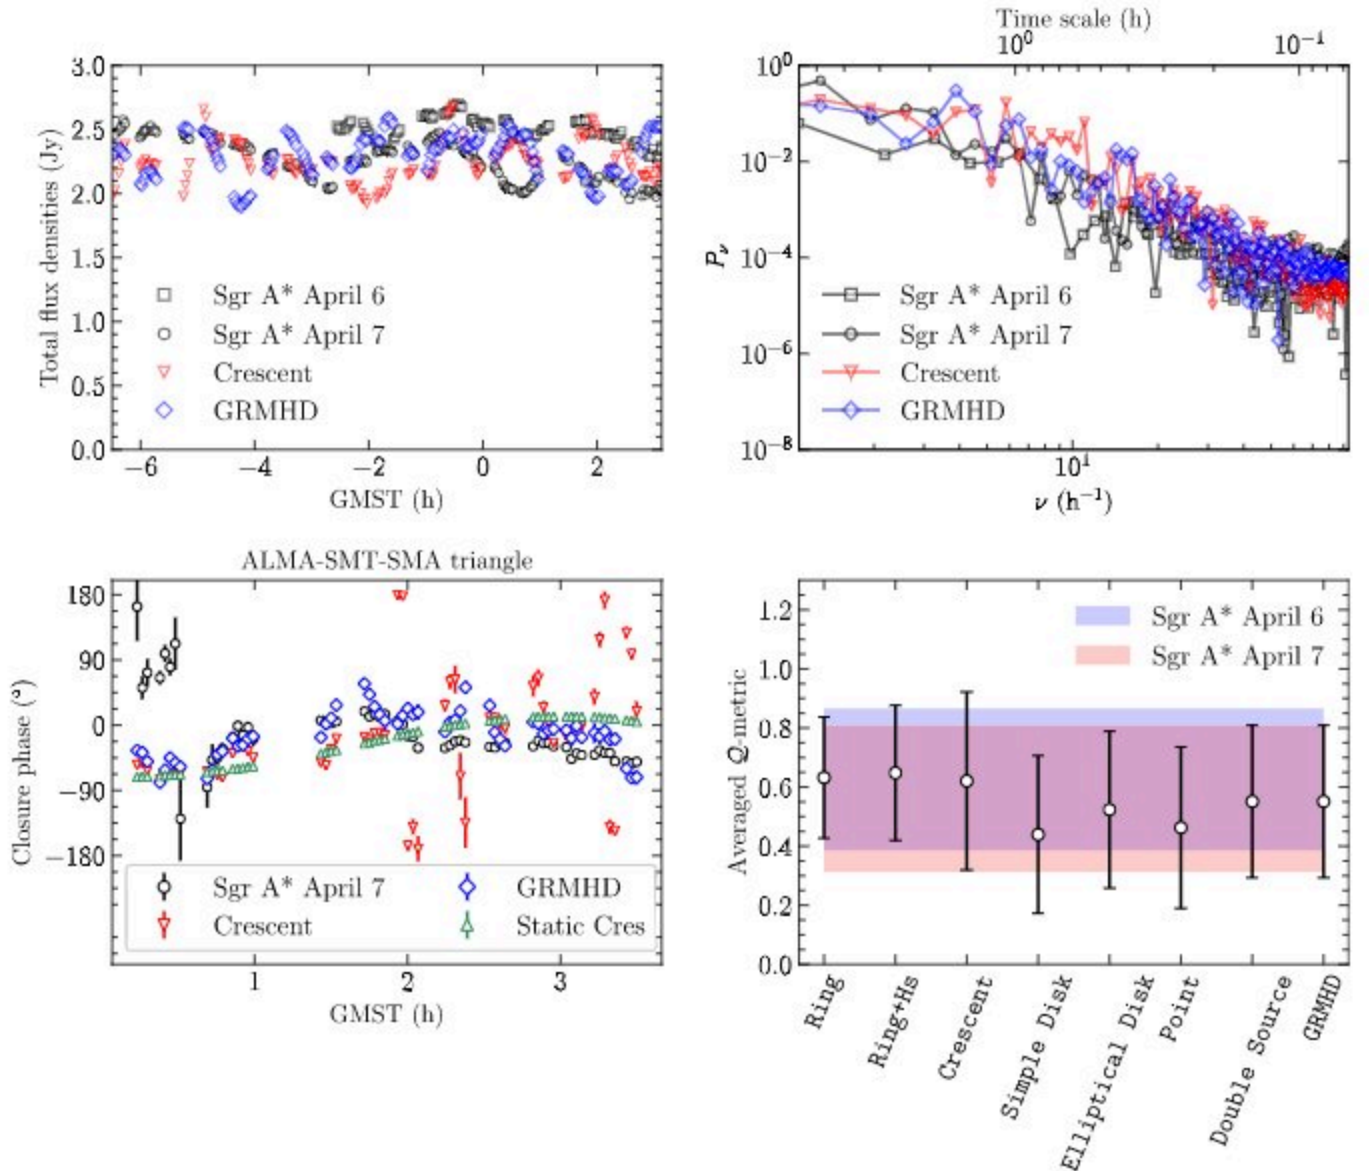 3.0
2.5
2.0
1.5
1.0
0.5
0.0
Total flux densities (Jy)
Sgr A* April 6
Sgr A* April 7
Crescent
GRMHD
−6 −4 −2 0 2
GMST (h)
Time scale (h)
10⁰ 10⁻¹
10⁰
10⁻²
10⁻⁴
10⁻⁶
10⁻⁸
Pν
Sgr A* April 6
Sgr A* April 7
Crescent
GRMHD
10¹
ν (h⁻¹)
ALMA-SMT-SMA triangle
180
90
0
−90
−180
Closure phase (°)
Sgr A* April 7 GRMHD
Crescent Static Cres
1 2 3
GMST (h)
1.2
1.0
0.8
0.6
0.4
0.2
0.0
Averaged Q-metric
Sgr A* April 6
Sgr A* April 7
Ring
Ring+Hs
Crescent
Simple Disk
Elliptical Disk
Point
Double Source
GRMHD